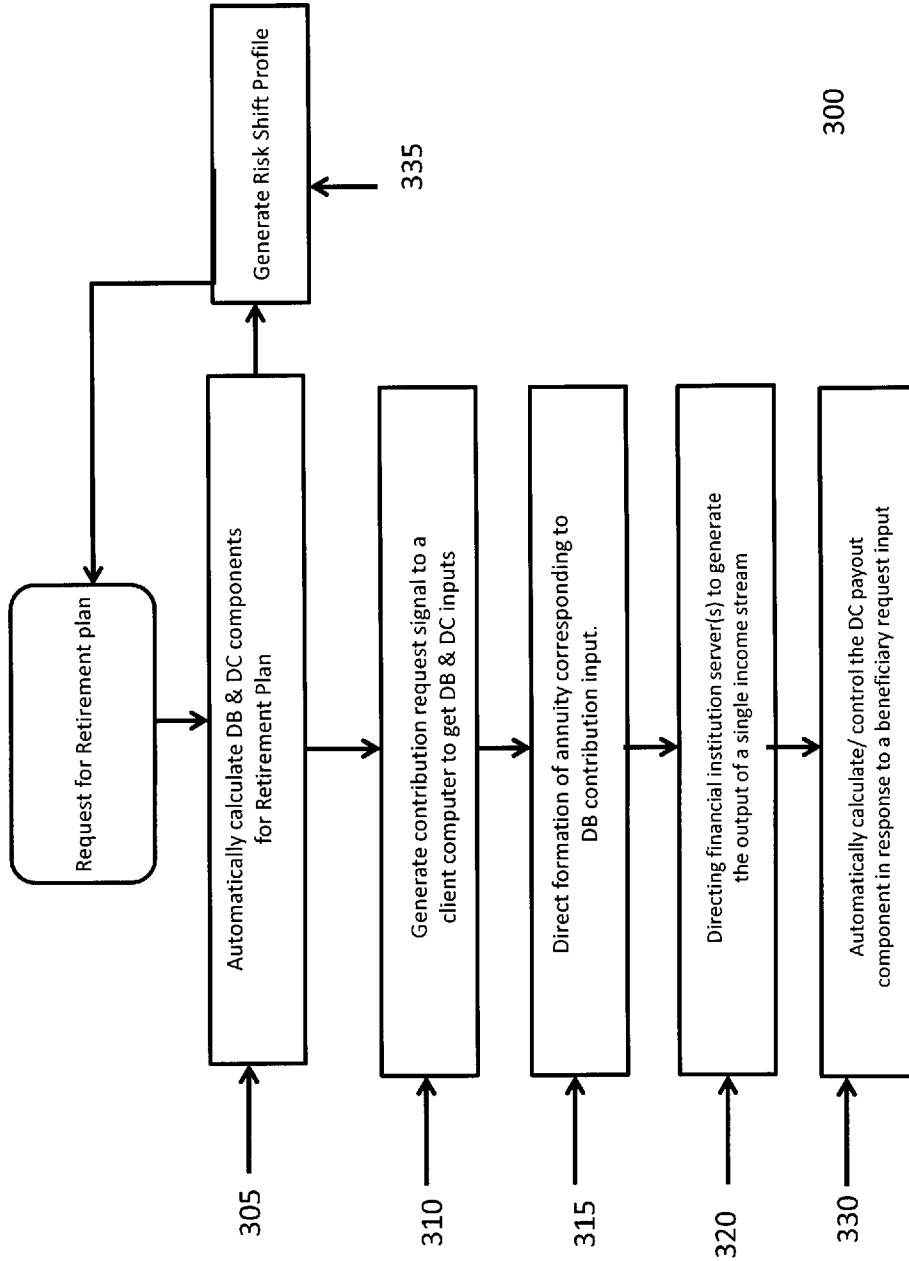 Request for Retirement plan
Automatically calculate DB & DC components
for Retirement Plan
305
Generate Risk Shift Profile
335
Generate contribution request signal to a
client computer to get DB & DC inputs
310
Direct formation of annuity corresponding to
DB contribution input.
315
Directing financial institution server(s) to generate
the output of a single income stream
320
Automatically calculate/ control the DC payout
component in response to a beneficiary request input
330
300